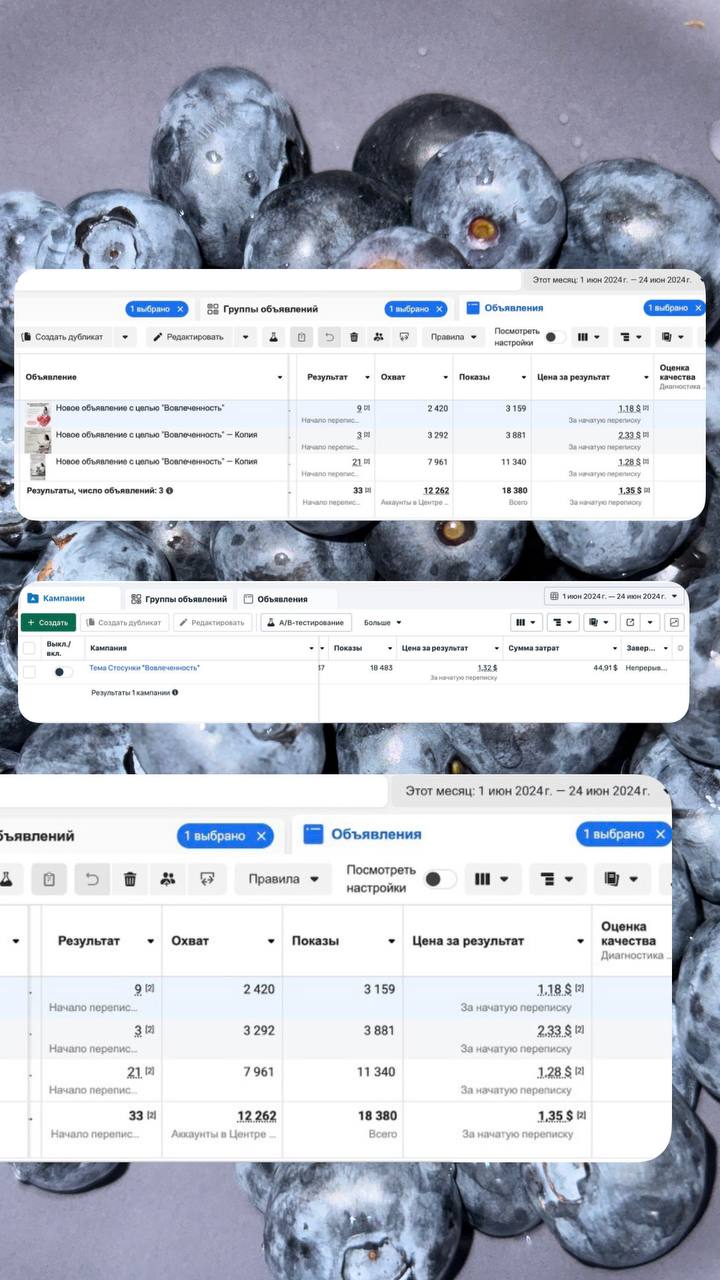 Этот месяц: 1 июн 2024 г. — 24 июн 2024 г.
1 выбрано ×
Группы объявлений
1 выбрано ×
Объявления
1 выбрано ×
Создать дубликат
Редактировать
Правила
Посмотреть настройки
Объявление
Результат
Охват
Показы
Цена за результат
Оценка качества
Диагностика ...
Новое объявление с целью "Вовлеченность"
9 [2]
2 420
3 159
1,18 $ [2]
Начало перепис...
За начатую переписку
Новое объявление с целью "Вовлеченность" — Копия
3 [2]
3 292
3 881
2,33 $ [2]
Начало перепис...
За начатую переписку
Новое объявление с целью "Вовлеченность" — Копия
21 [2]
7 961
11 340
1,28 $ [2]
Начало перепис...
За начатую переписку
Результаты, число объявлений: 3
33 [2]
12 262
18 380
1,35 $ [2]
Начало перепис...
Аккаунты в Центре ...
Всего
За начатую переписку
Кампании
Группы объявлений
Объявления
1 июн 2024 г. — 24 июн 2024 г.
+ Создать
Создать дубликат
Редактировать
A/B-тестирование
Больше
Выкл./вкл.
Кампания
Показы
Цена за результат
Сумма затрат
Завер...
Тема Стосунки "Вовлеченность"
37
18 483
1,32 $
44,91 $
Непрерыв...
За начатую переписку
Результаты 1 кампании
Этот месяц: 1 июн 2024 г. — 24 июн 2024 г.
бъявлений
1 выбрано ×
Объявления
1 выбрано ×
Правила
Посмотреть настройки
Результат
Охват
Показы
Цена за результат
Оценка качества
Диагностика ...
9 [2]
2 420
3 159
1,18 $ [2]
Начало перепис...
За начатую переписку
3 [2]
3 292
3 881
2,33 $ [2]
Начало перепис...
За начатую переписку
21 [2]
7 961
11 340
1,28 $ [2]
Начало перепис...
За начатую переписку
33 [2]
12 262
18 380
1,35 $ [2]
Начало перепис...
Аккаунты в Центре ...
Всего
За начатую переписку